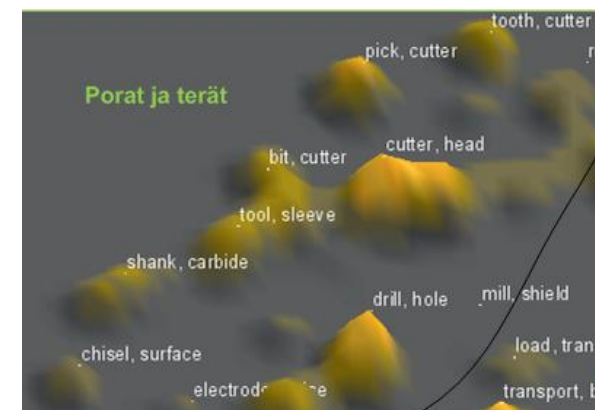 tooth, cutter
pick, cutter
Porat ja terät
bit, cutter
cutter, head
tool, sleeve
shank, carbide
drill, hole
mill, shield
chisel, surface
load, tran
transport, b